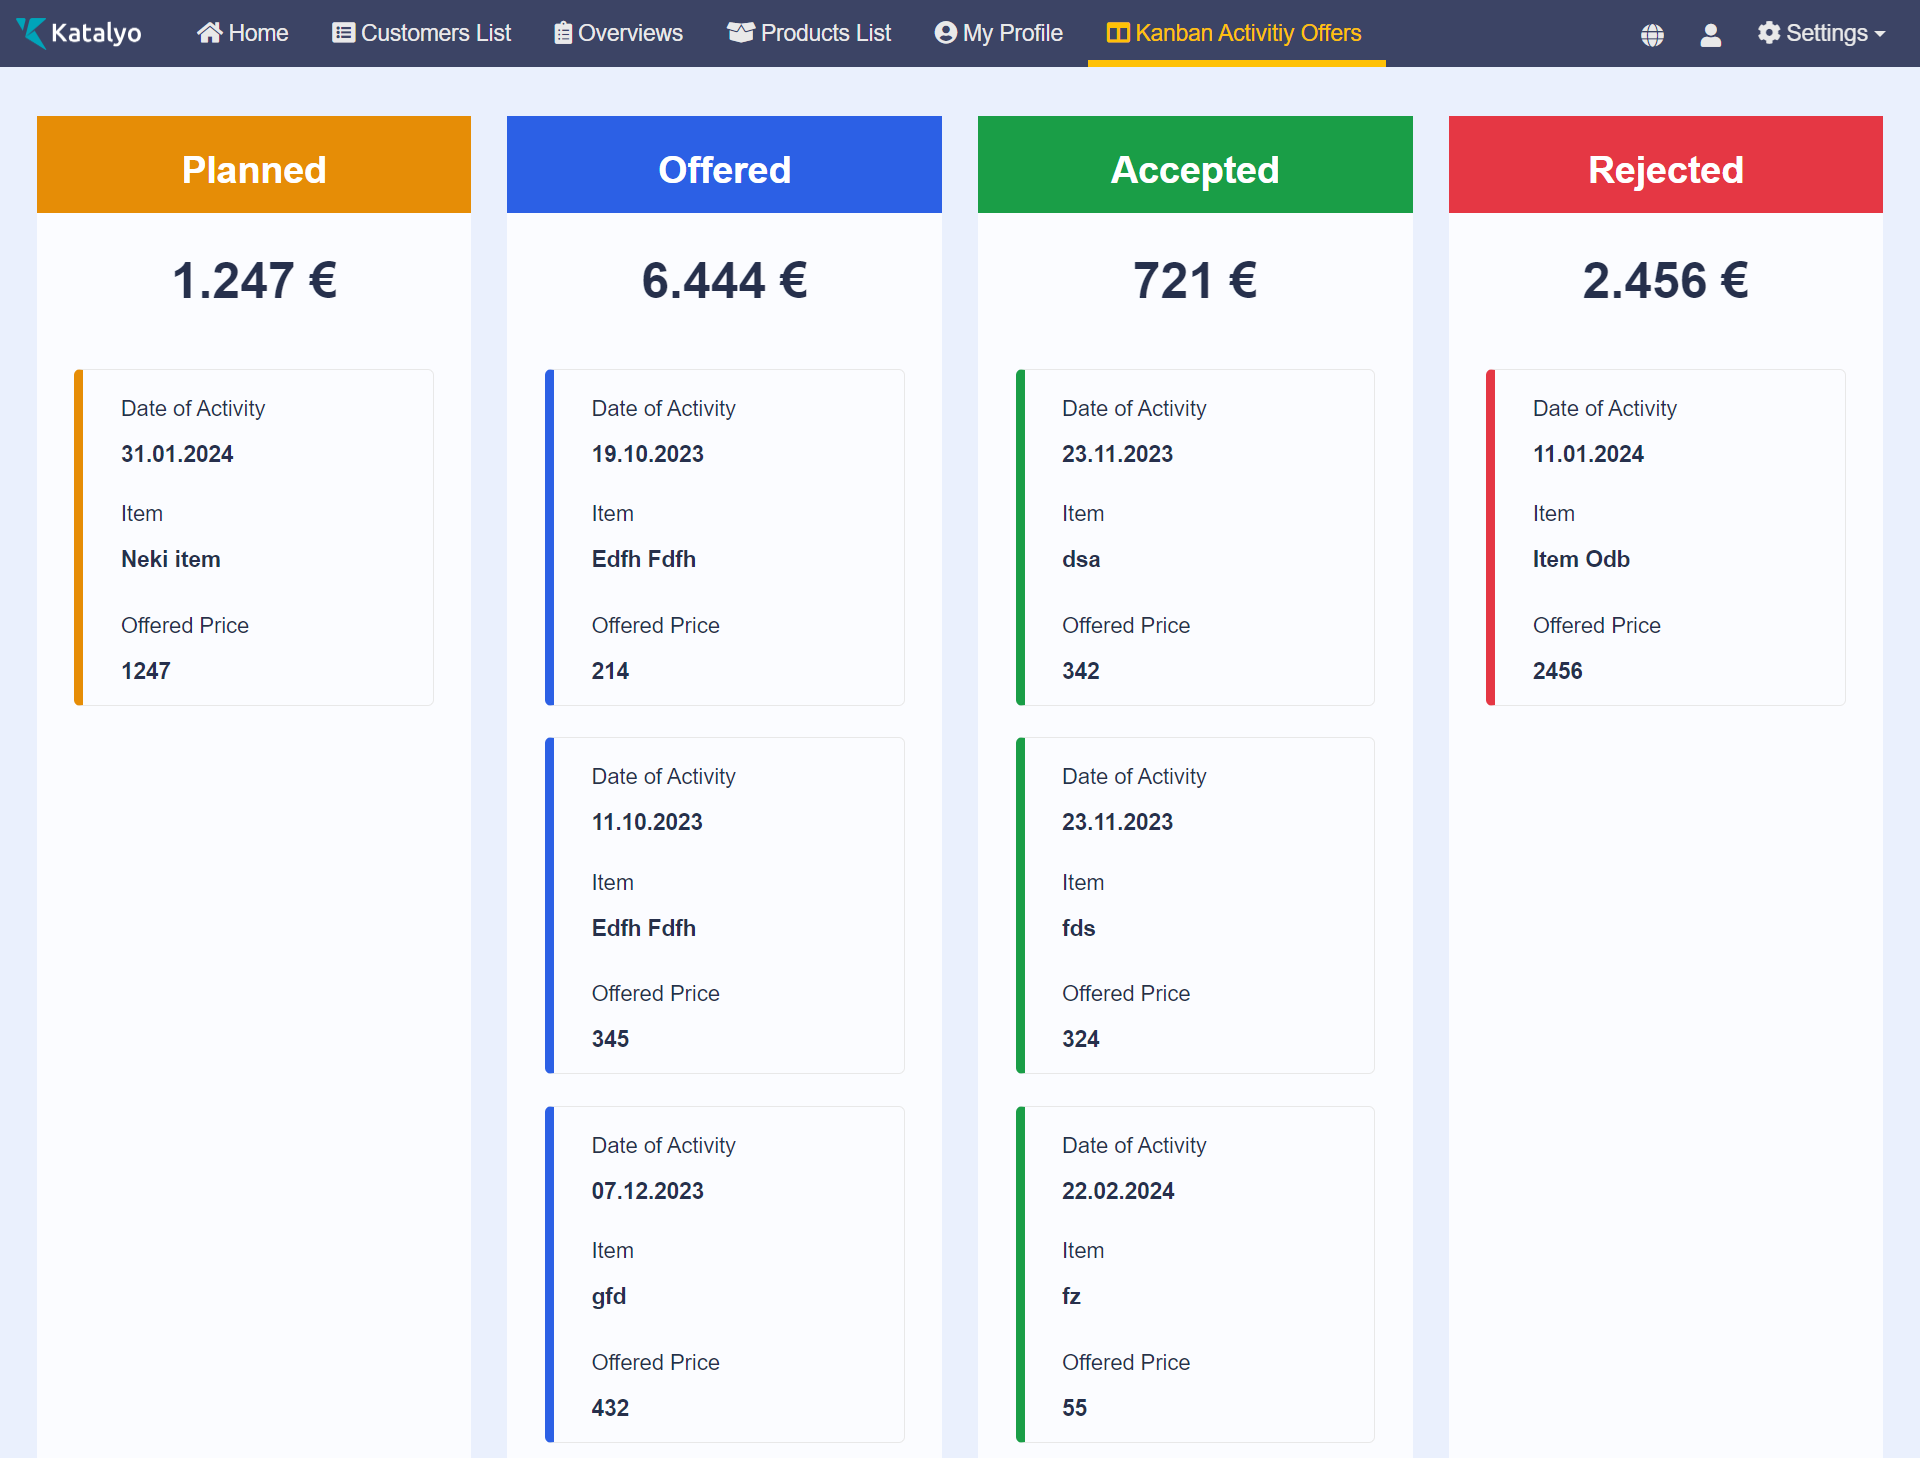 Katalyo Home Customers List Overviews Products List My Profile Kanban Activitiy Offers Settings
Planned
1.247 €
Date of Activity
31.01.2024
Item
Neki item
Offered Price
1247
Offered
6.444 €
Date of Activity
19.10.2023
Item
Edfh Fdfh
Offered Price
214
Date of Activity
11.10.2023
Item
Edfh Fdfh
Offered Price
345
Date of Activity
07.12.2023
Item
gfd
Offered Price
432
Accepted
721 €
Date of Activity
23.11.2023
Item
dsa
Offered Price
342
Date of Activity
23.11.2023
Item
fds
Offered Price
324
Date of Activity
22.02.2024
Item
fz
Offered Price
55
Rejected
2.456 €
Date of Activity
11.01.2024
Item
Item Odb
Offered Price
2456